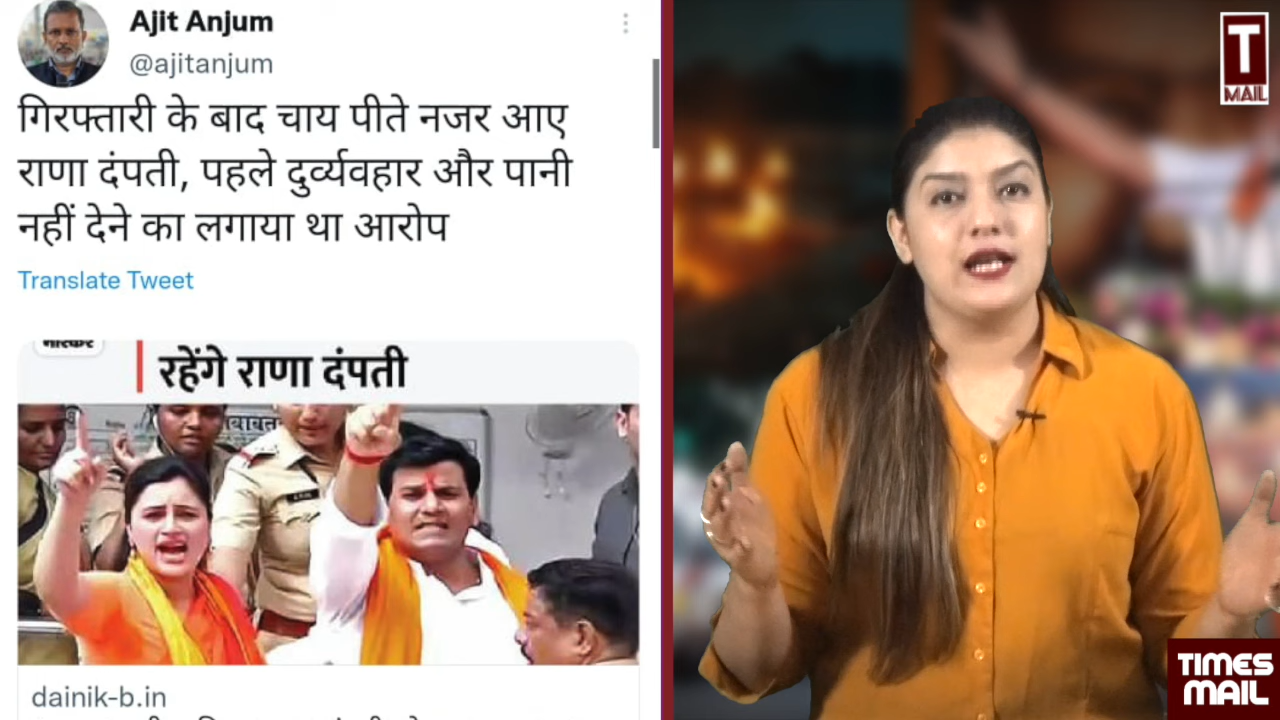 Ajit Anjum
@ajitanjum
गिरफ्तारी के बाद चाय पीते नजर आए
राणा दंपती, पहले दुर्व्यवहार और पानी
नहीं देने का लगाया था आरोप
Translate Tweet
भास्कर
रहेंगे राणा दंपती
dainik-b.in
T
MAIL
TIMES
MAIL